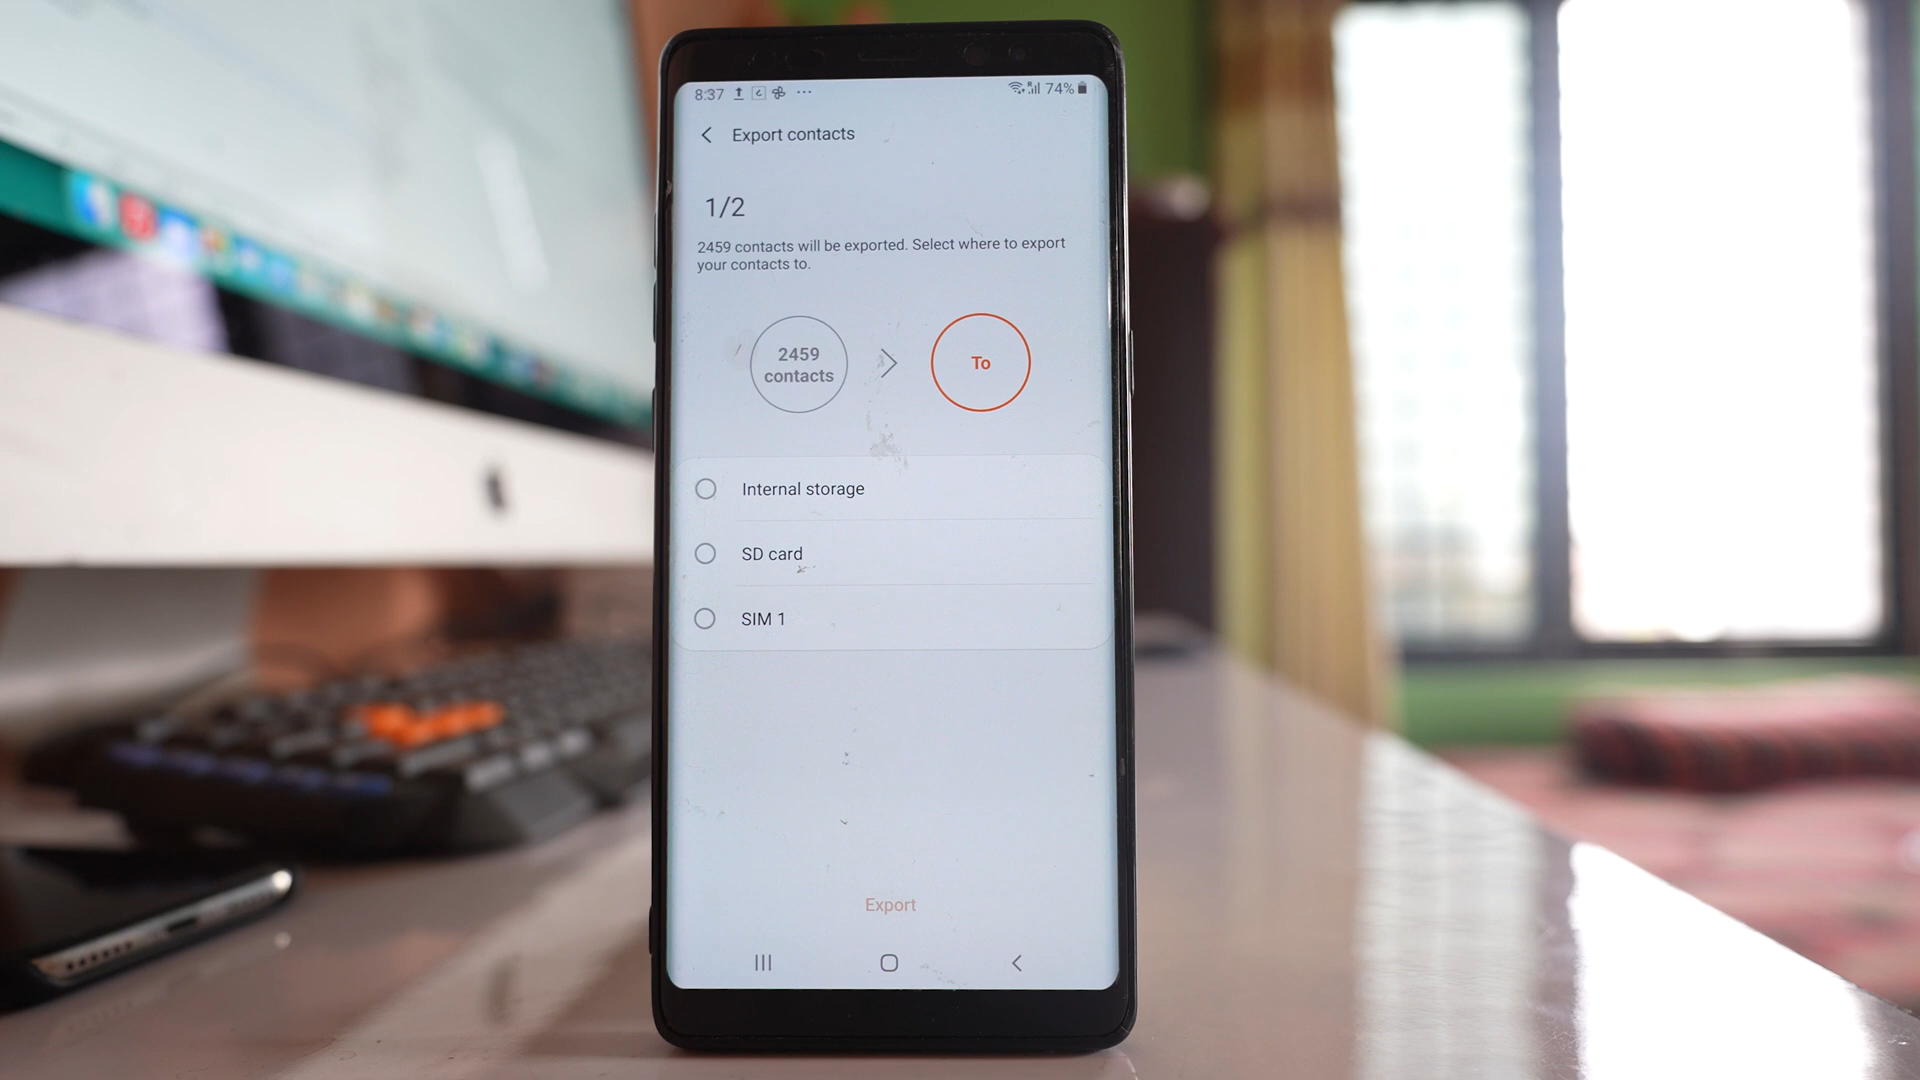 8:37 74%
Export contacts
1/2
2459 contacts will be exported. Select where to export
your contacts to.
2459
contacts
To
Internal storage
SD card
SIM 1
Export